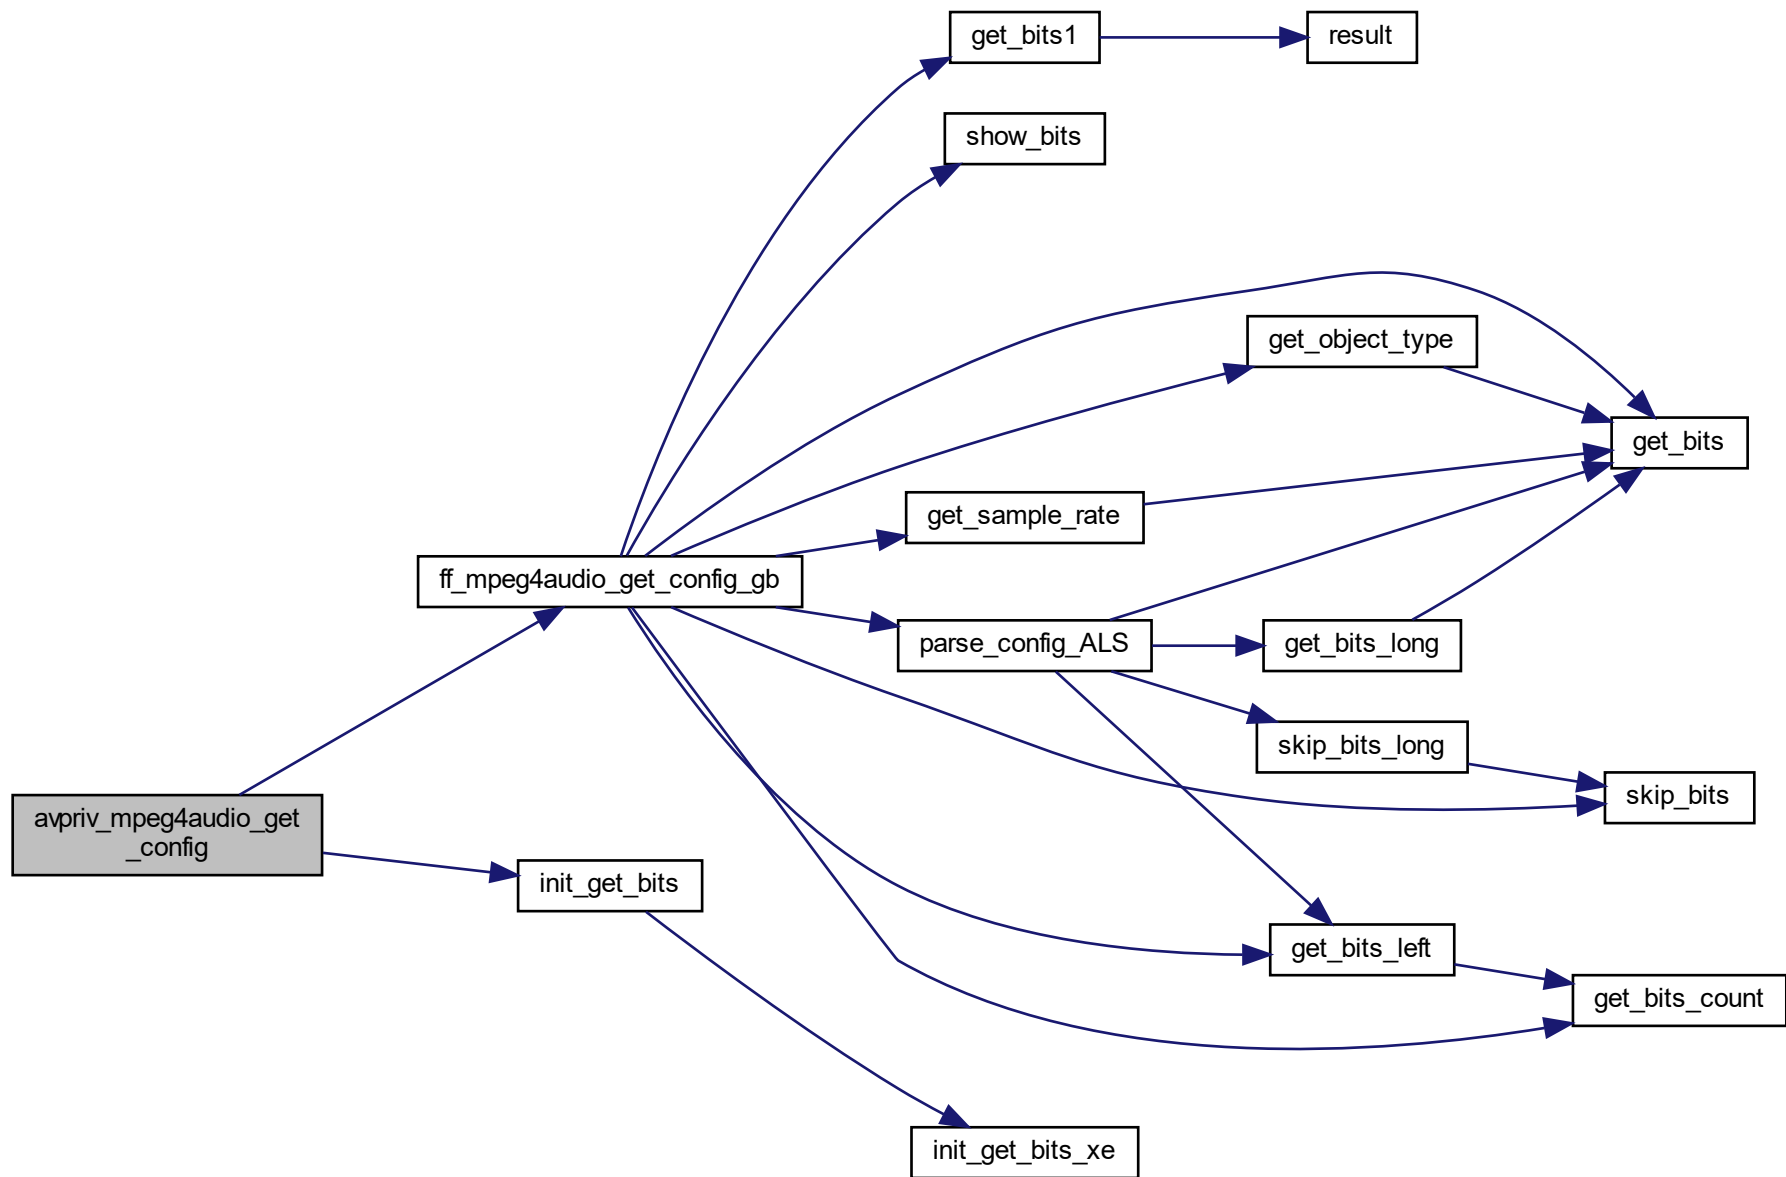 get_bits1
result
show_bits
get_object_type
get_bits
get_sample_rate
ff_mpeg4audio_get_config_gb
parse_config_ALS
get_bits_long
skip_bits_long
skip_bits
avpriv_mpeg4audio_get
_config
init_get_bits
get_bits_left
get_bits_count
init_get_bits_xe